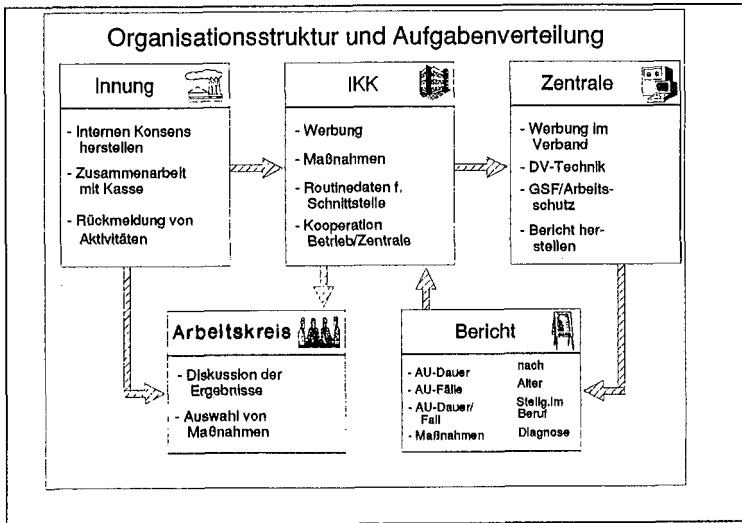 Organisationsstruktur und Aufgabenverteilung
Innung
- Internen Konsens
herstellen
- Zusammenarbeit
mit Kasse
- Rückmeldung von
Aktivitäten
IKK
- Werbung
- Maßnahmen
- Routinedaten f.
Schnittstelle
- Kooperation
Betrieb/Zentrale
Zentrale
- Werbung im
Verband
- DV-Technik
- GSF/Arbeits-
schutz
- Bericht her-
stellen
Arbeitskreis
- Diskussion der
Ergebnisse
- Auswahl von
Maßnahmen
Bericht
- AU-Dauer
- AU-Fälle
- AU-Dauer/
Fall
- Maßnahmen
nach
Alter
Stellg.im
Beruf
Diagnose